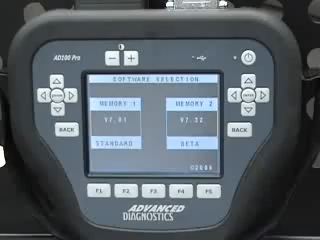 AD100 Pro
SOFTWARE SELECTION
MEMORY 1
MEMORY 2
V7.01
V7.32
STANDARD
BETA
ENTER
ENTER
BACK
BACK
F1
F2
F3
F4
F5
ADVANCED
DIAGNOSTICS